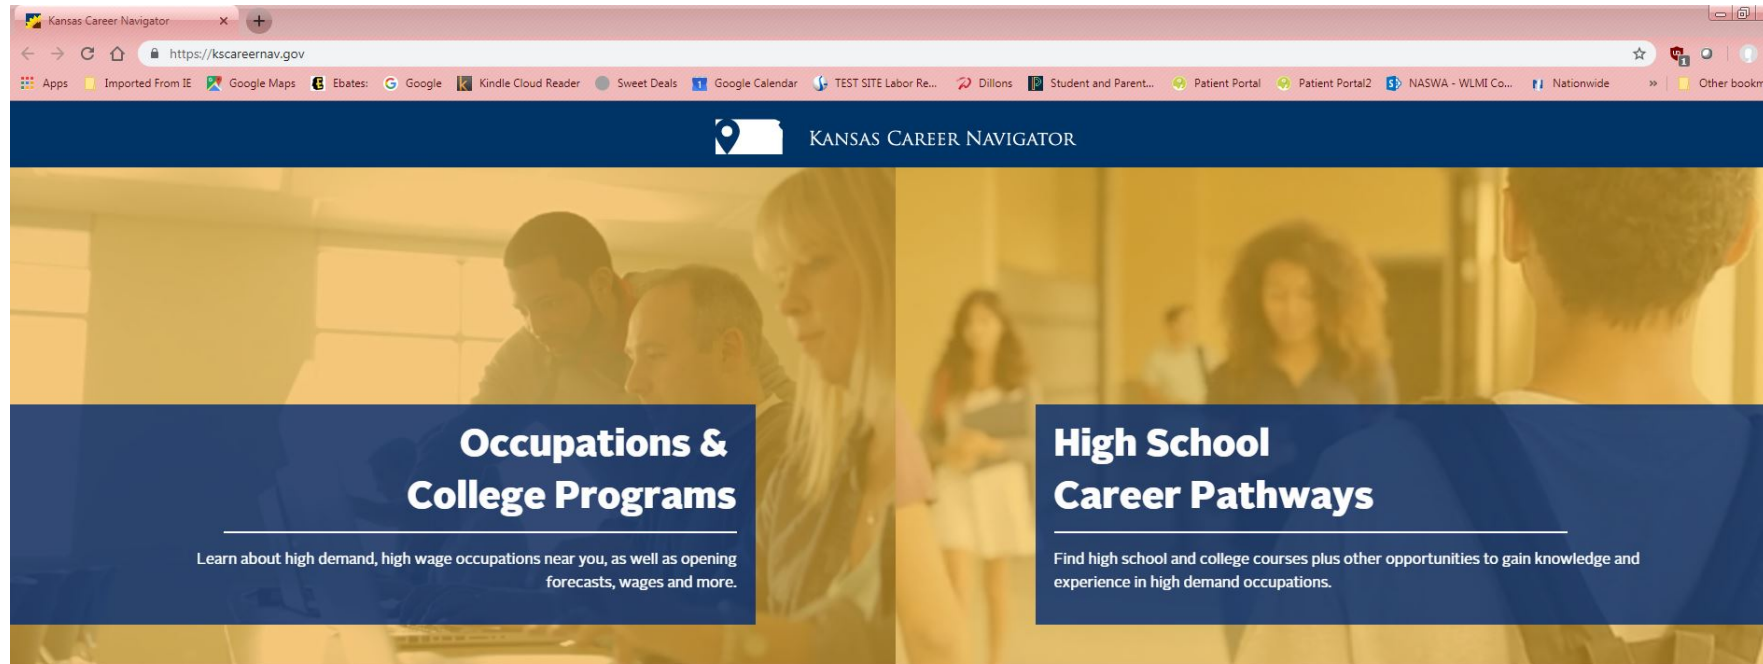 Kansas Career Navigator
https://kscareernav.gov
Apps Imported From IE Google Maps Ebates: Google Kindle Cloud Reader Sweet Deals Google Calendar TEST SITE Labor Re... Dillons Student and Parent... Patient Portal Patient Portal2 NASWA - WLMI Co... Nationwide » Other bookm
KANSAS CAREER NAVIGATOR
Occupations &
College Programs
Learn about high demand, high wage occupations near you, as well as opening
forecasts, wages and more.
High School
Career Pathways
Find high school and college courses plus other opportunities to gain knowledge and
experience in high demand occupations.